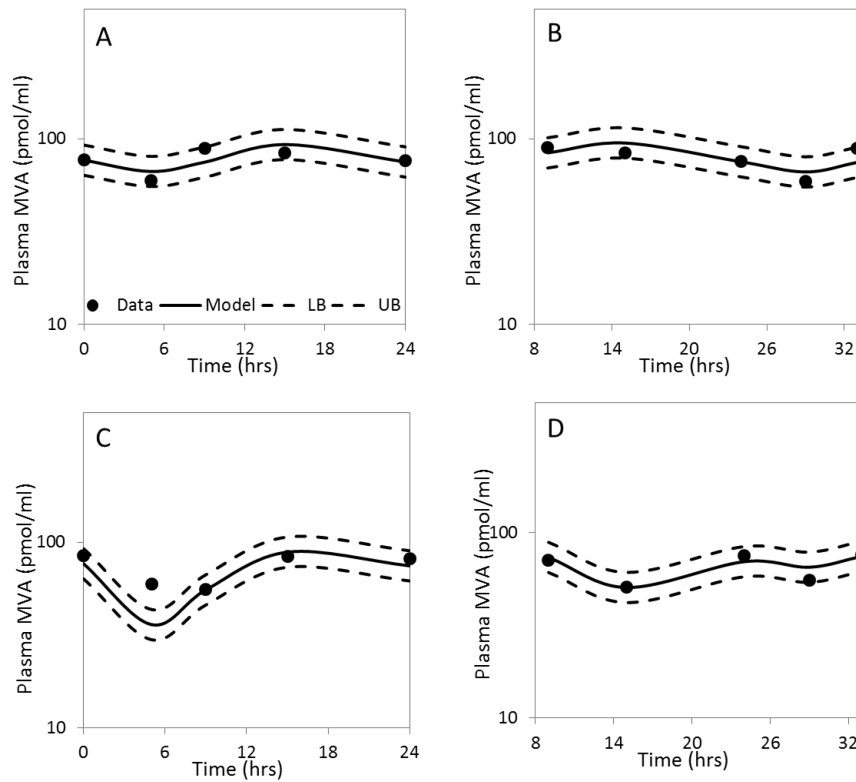 A
Plasma MVA (pmol/ml)
100
10
Data Model LB UB
0 6 12 18 24
Time (hrs)
B
Plasma MVA (pmol/ml)
100
10
8 14 20 26 32
Time (hrs)
C
Plasma MVA (pmol/ml)
100
10
0 6 12 18 24
Time (hrs)
D
Plasma MVA (pmol/ml)
100
10
8 14 20 26 32
Time (hrs)